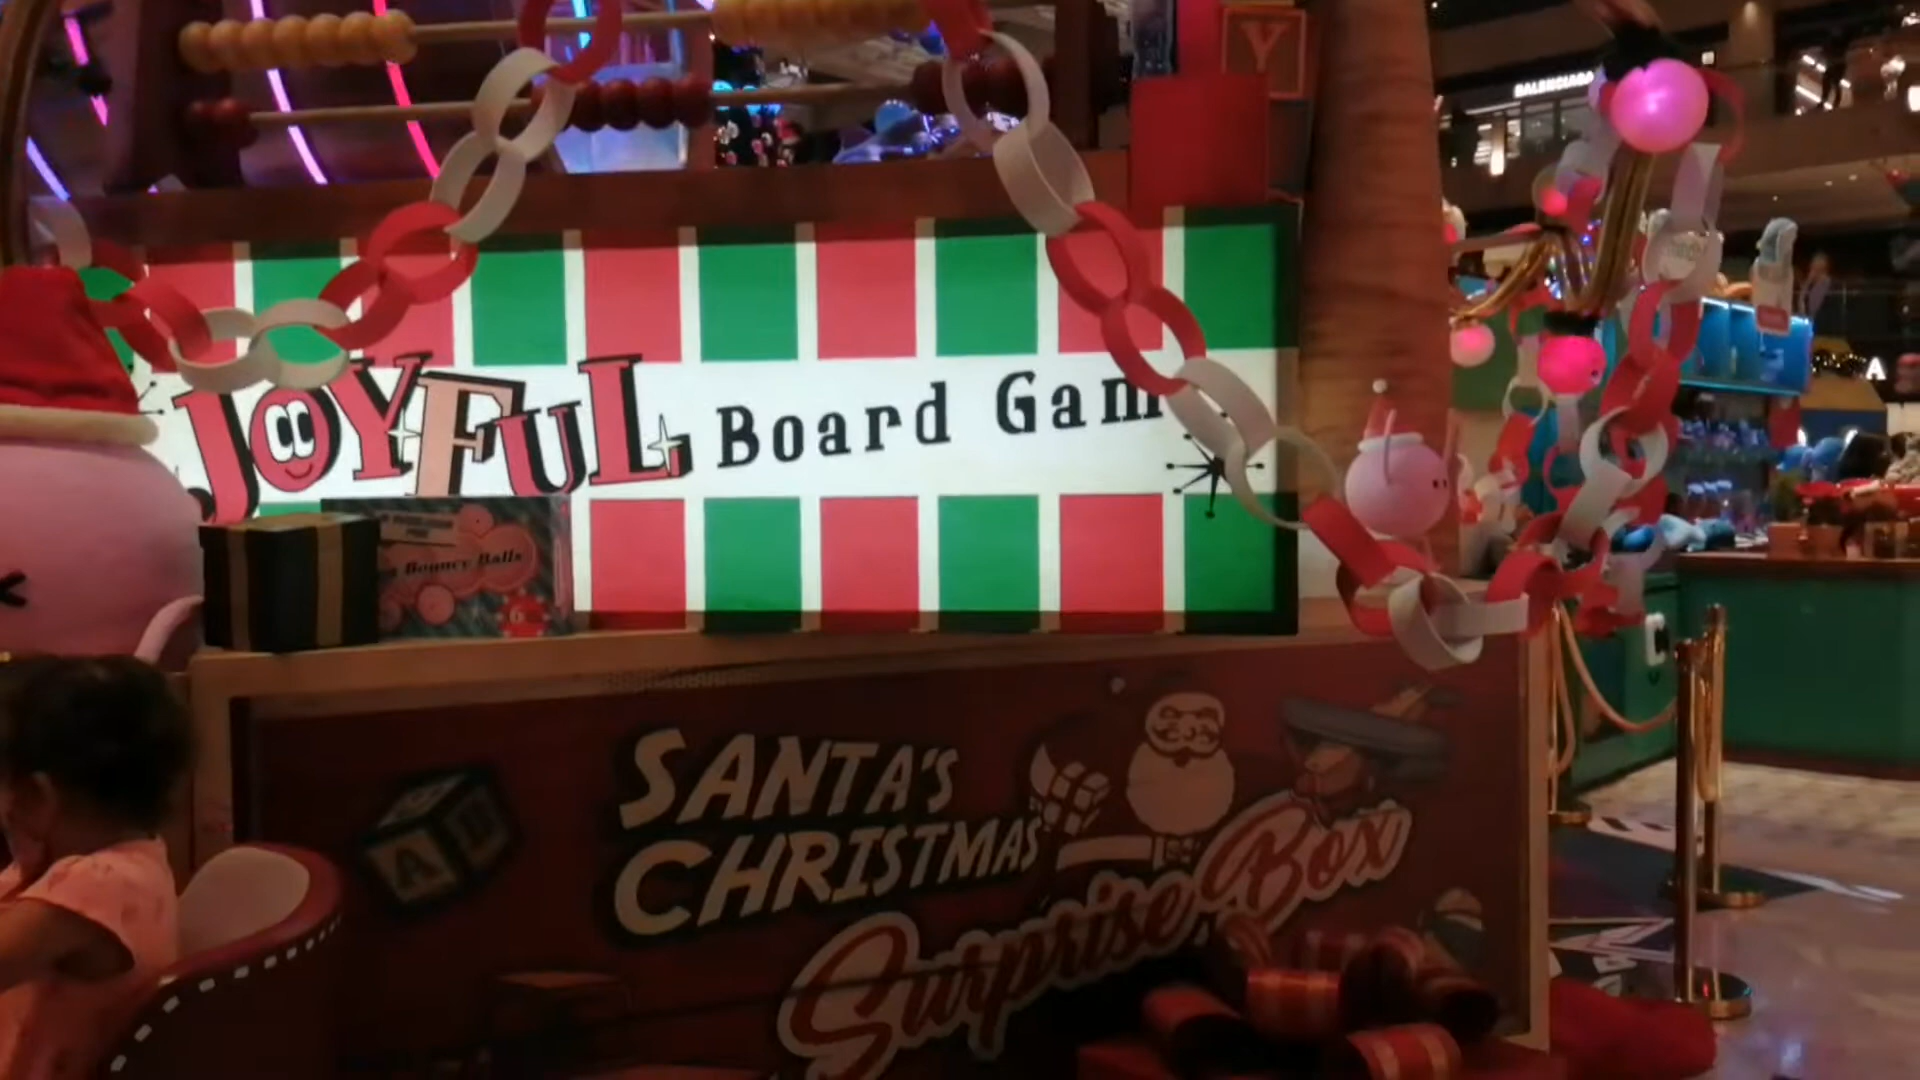 Y
BALENCIAGA
JOYFUL Board Gam
Bouncy Balls
A
SANTA'S
CHRISTMAS
Surprise Box
A